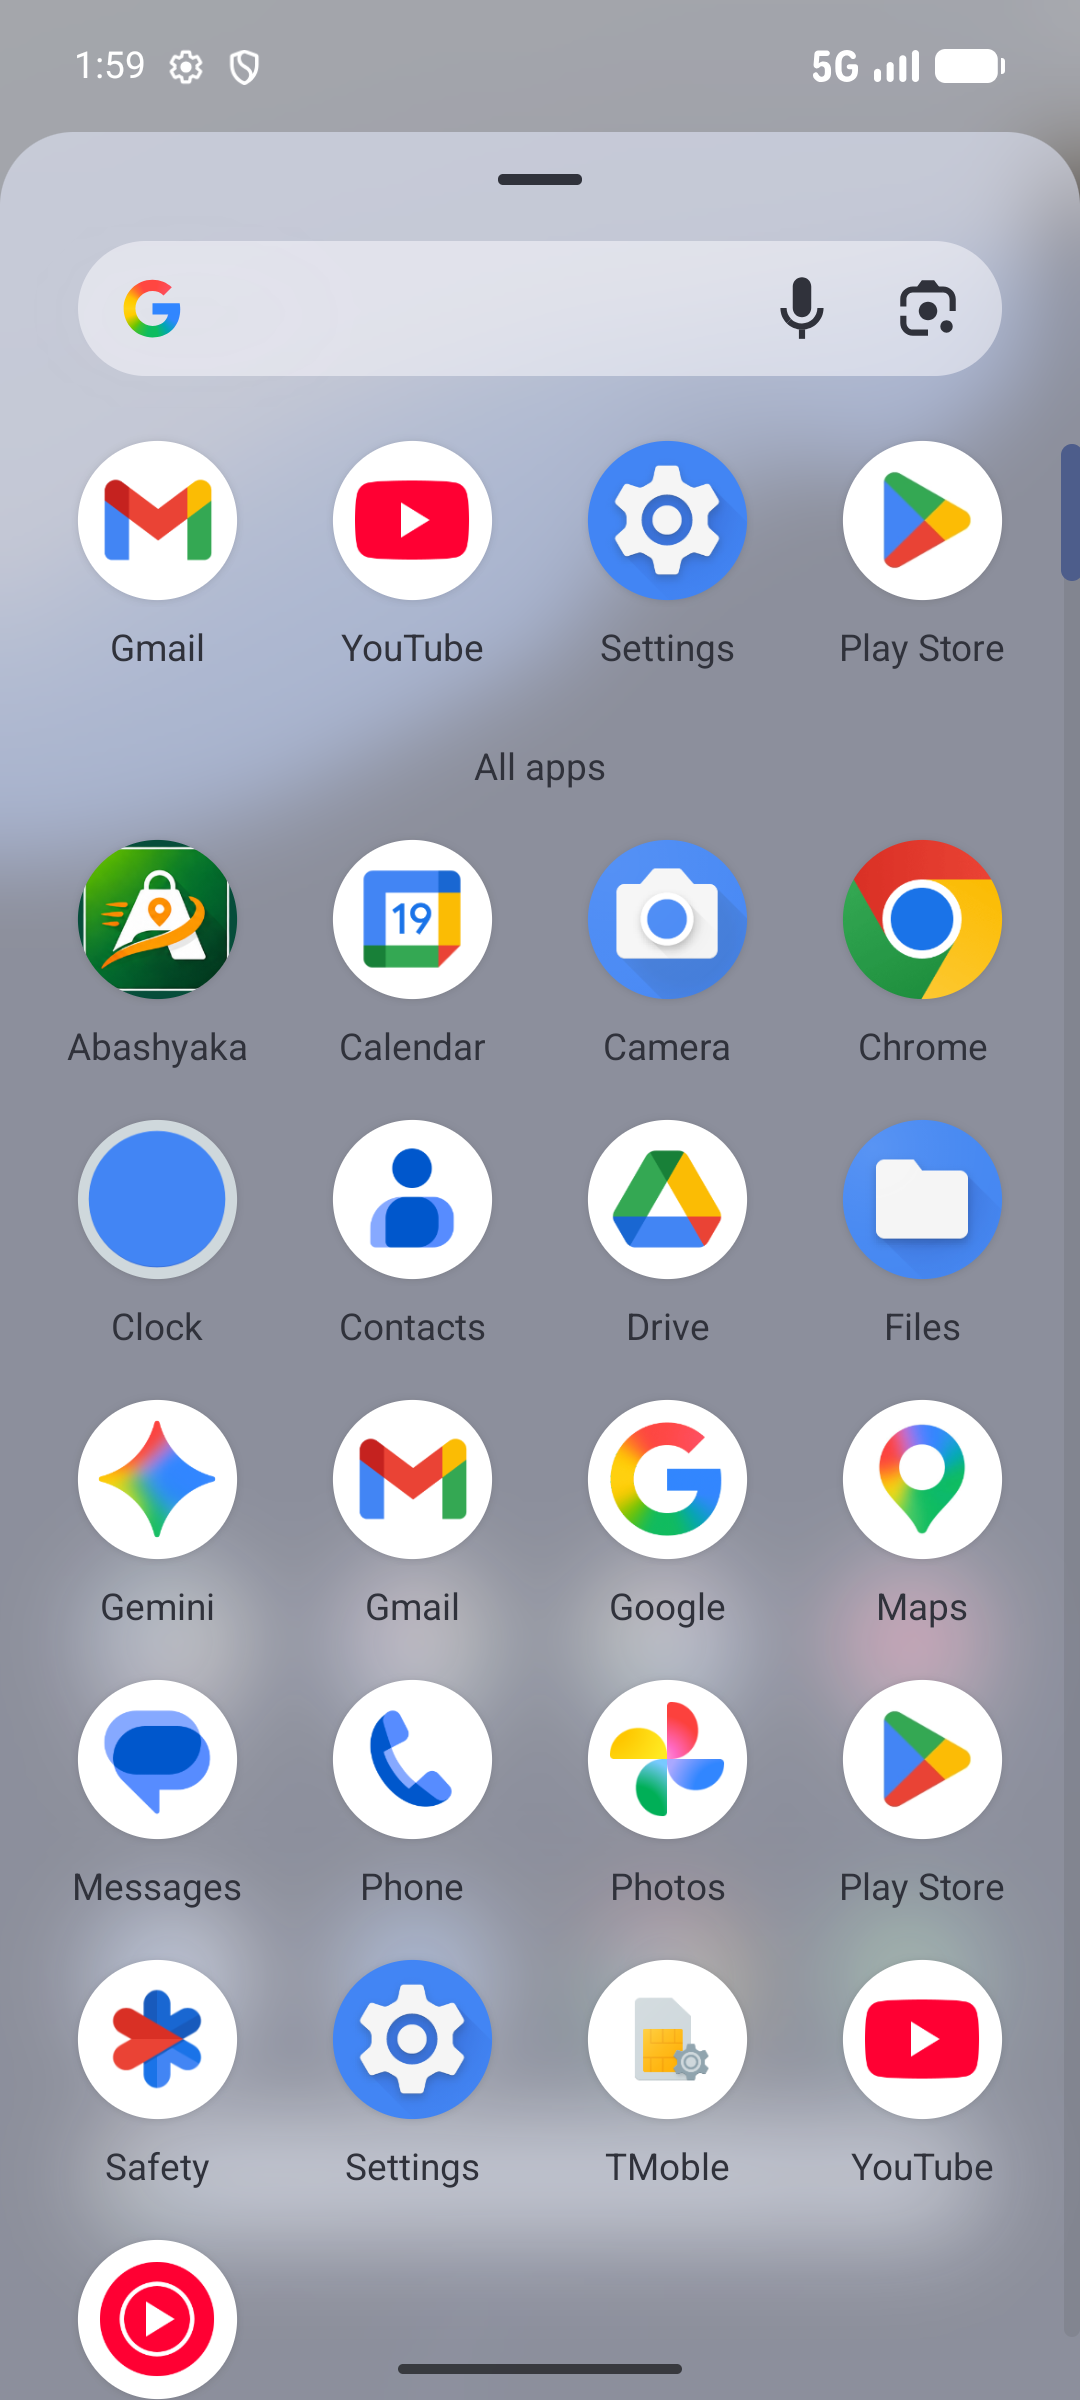 1:59 5G
Gmail YouTube Settings Play Store
All apps
19
Abashyaka Calendar Camera Chrome
Clock Contacts Drive Files
Gemini Gmail Google Maps
Messages Phone Photos Play Store
Safety Settings TMoble YouTube